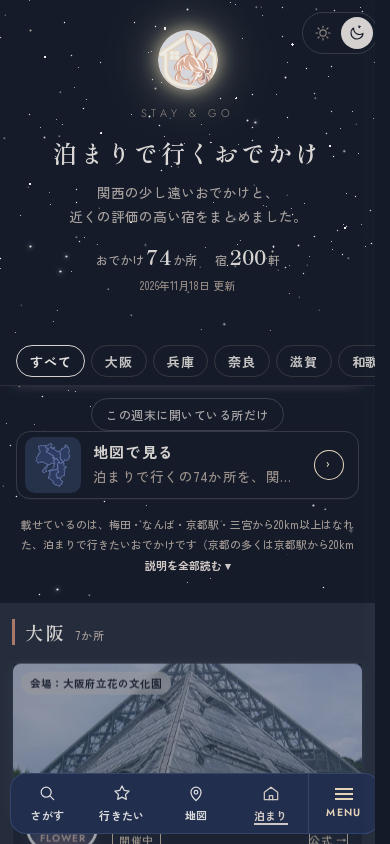 STAY & GO
泊まりで行くおでかけ
関西の少し遠いおでかけと、
近くの評価の高い宿をまとめました。
おでかけ74か所 宿200軒
2026年11月18日 更新
すべて 大阪 兵庫 奈良 滋賀 和歌
この週末に開いている所だけ
地図で見る
泊まりで行くの74か所を、関…
載せているのは、梅田・なんば・京都駅・三宮から20km以上はなれ
た、泊まりで行きたいおでかけです（京都の多くは京都駅から20km
説明を全部読む ▾
大阪 7か所
会場：大阪府立花の文化園
さがす 行きたい 地図 泊まり MENU
FLOWER 開催中 公式 →